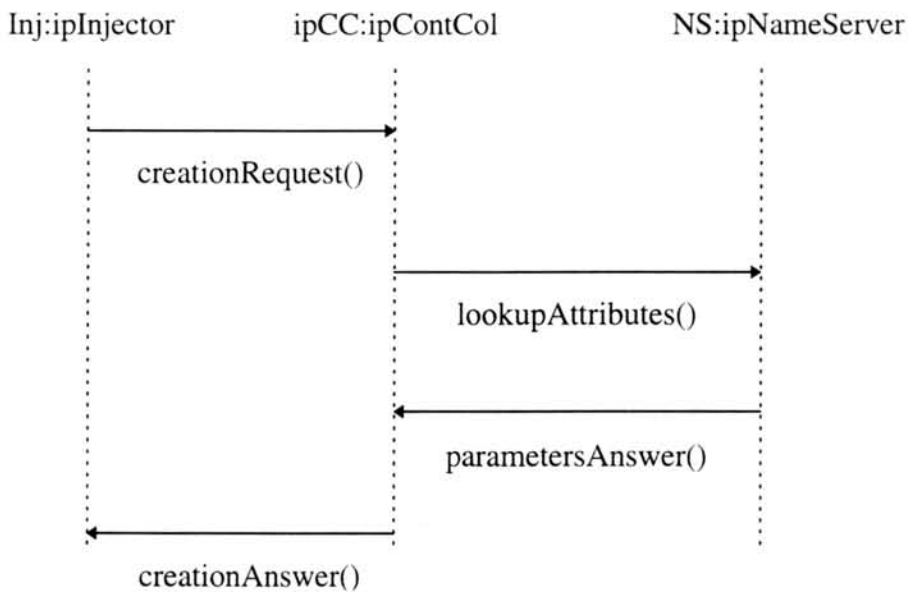 Inj:ipInjector ipCC:ipContCol NS:ipNameServer
creationRequest()
lookupAttributes()
parametersAnswer()
creationAnswer()